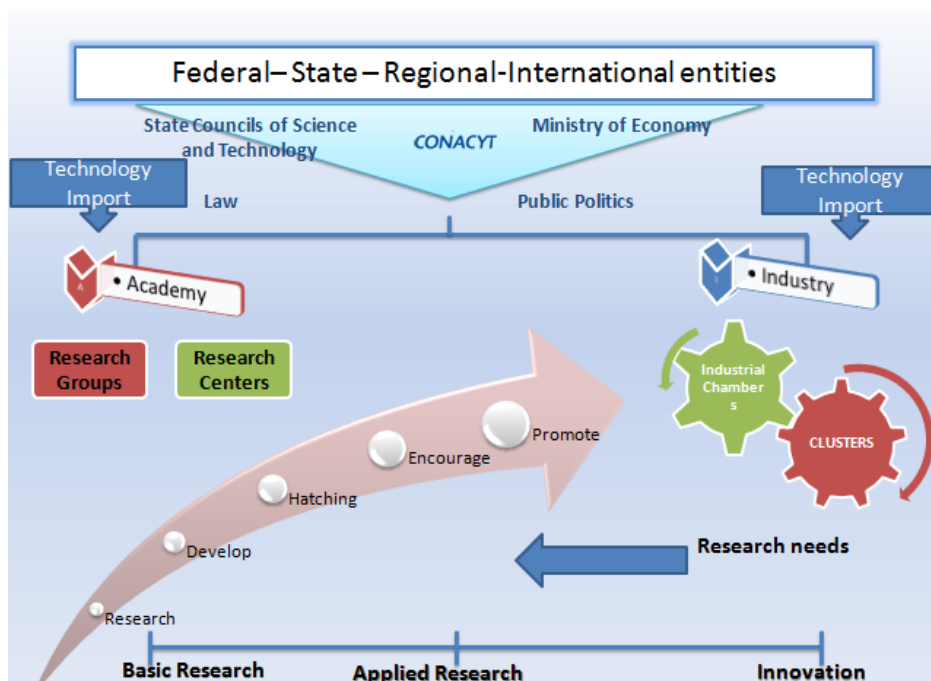 Federal– State – Regional-International entities
State Councils of Science
and Technology
CONACYT
Ministry of Economy
Technology
Import
Law
Public Politics
Technology
Import
A
• Academy
I
• Industry
Research
Groups
Research
Centers
Industrial
Chamber
s
CLUSTERS
Promote
Encourage
Hatching
Develop
Research
Research needs
Basic Research
Applied Research
Innovation